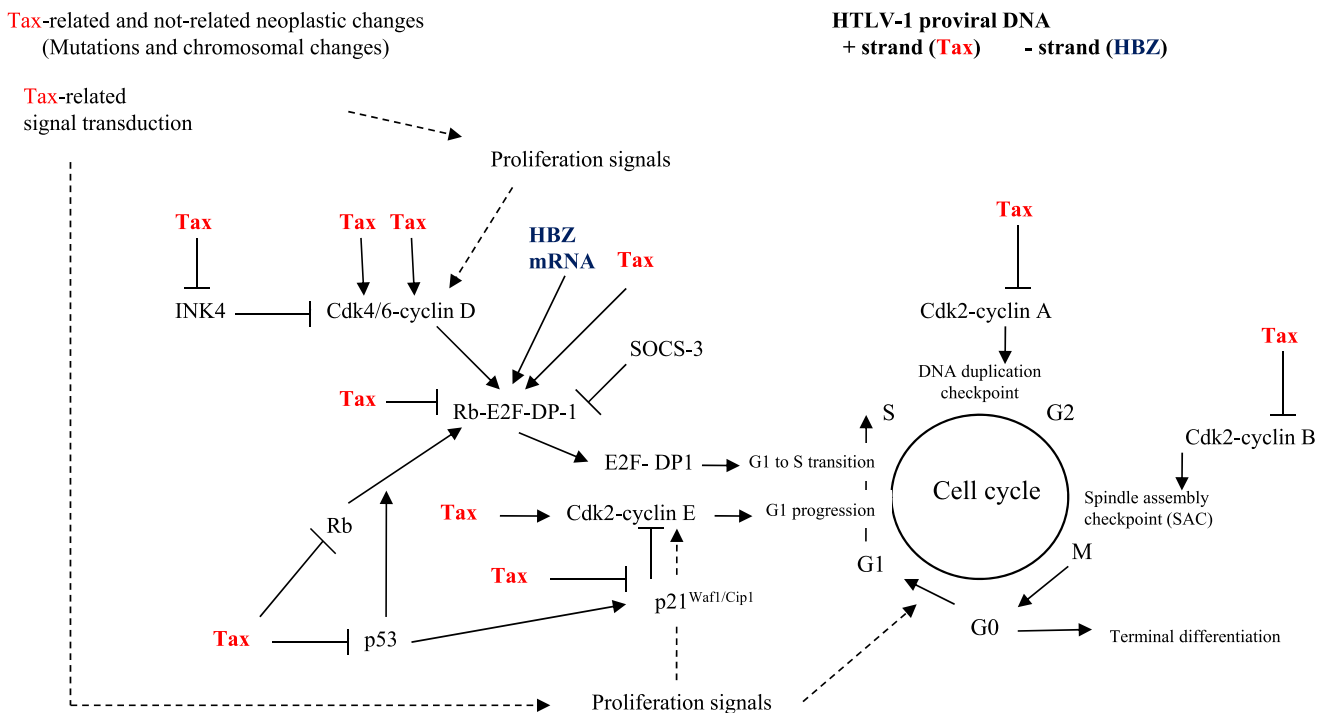 Tax-related and not-related neoplastic changes
(Mutations and chromosomal changes)
HTLV-1 proviral DNA
+ strand (Tax) - strand (HBZ)
Tax-related
signal transduction
Proliferation signals
Tax
Tax
Tax
HBZ
mRNA
Tax
Tax
INK4
Cdk4/6-cyclin D
Cdk2-cyclin A
SOCS-3
Tax
DNA duplication
checkpoint
Tax
Rb-E2F-DP-1
S
G2
Cdk2-cyclin B
E2F- DP1
G1 to S transition
Cell cycle
Spindle assembly
checkpoint (SAC)
Tax
Cdk2-cyclin E
G1 progression
Rb
M
G1
Tax
p21Waf1/Cip1
Tax
p53
G0
Terminal differentiation
Proliferation signals